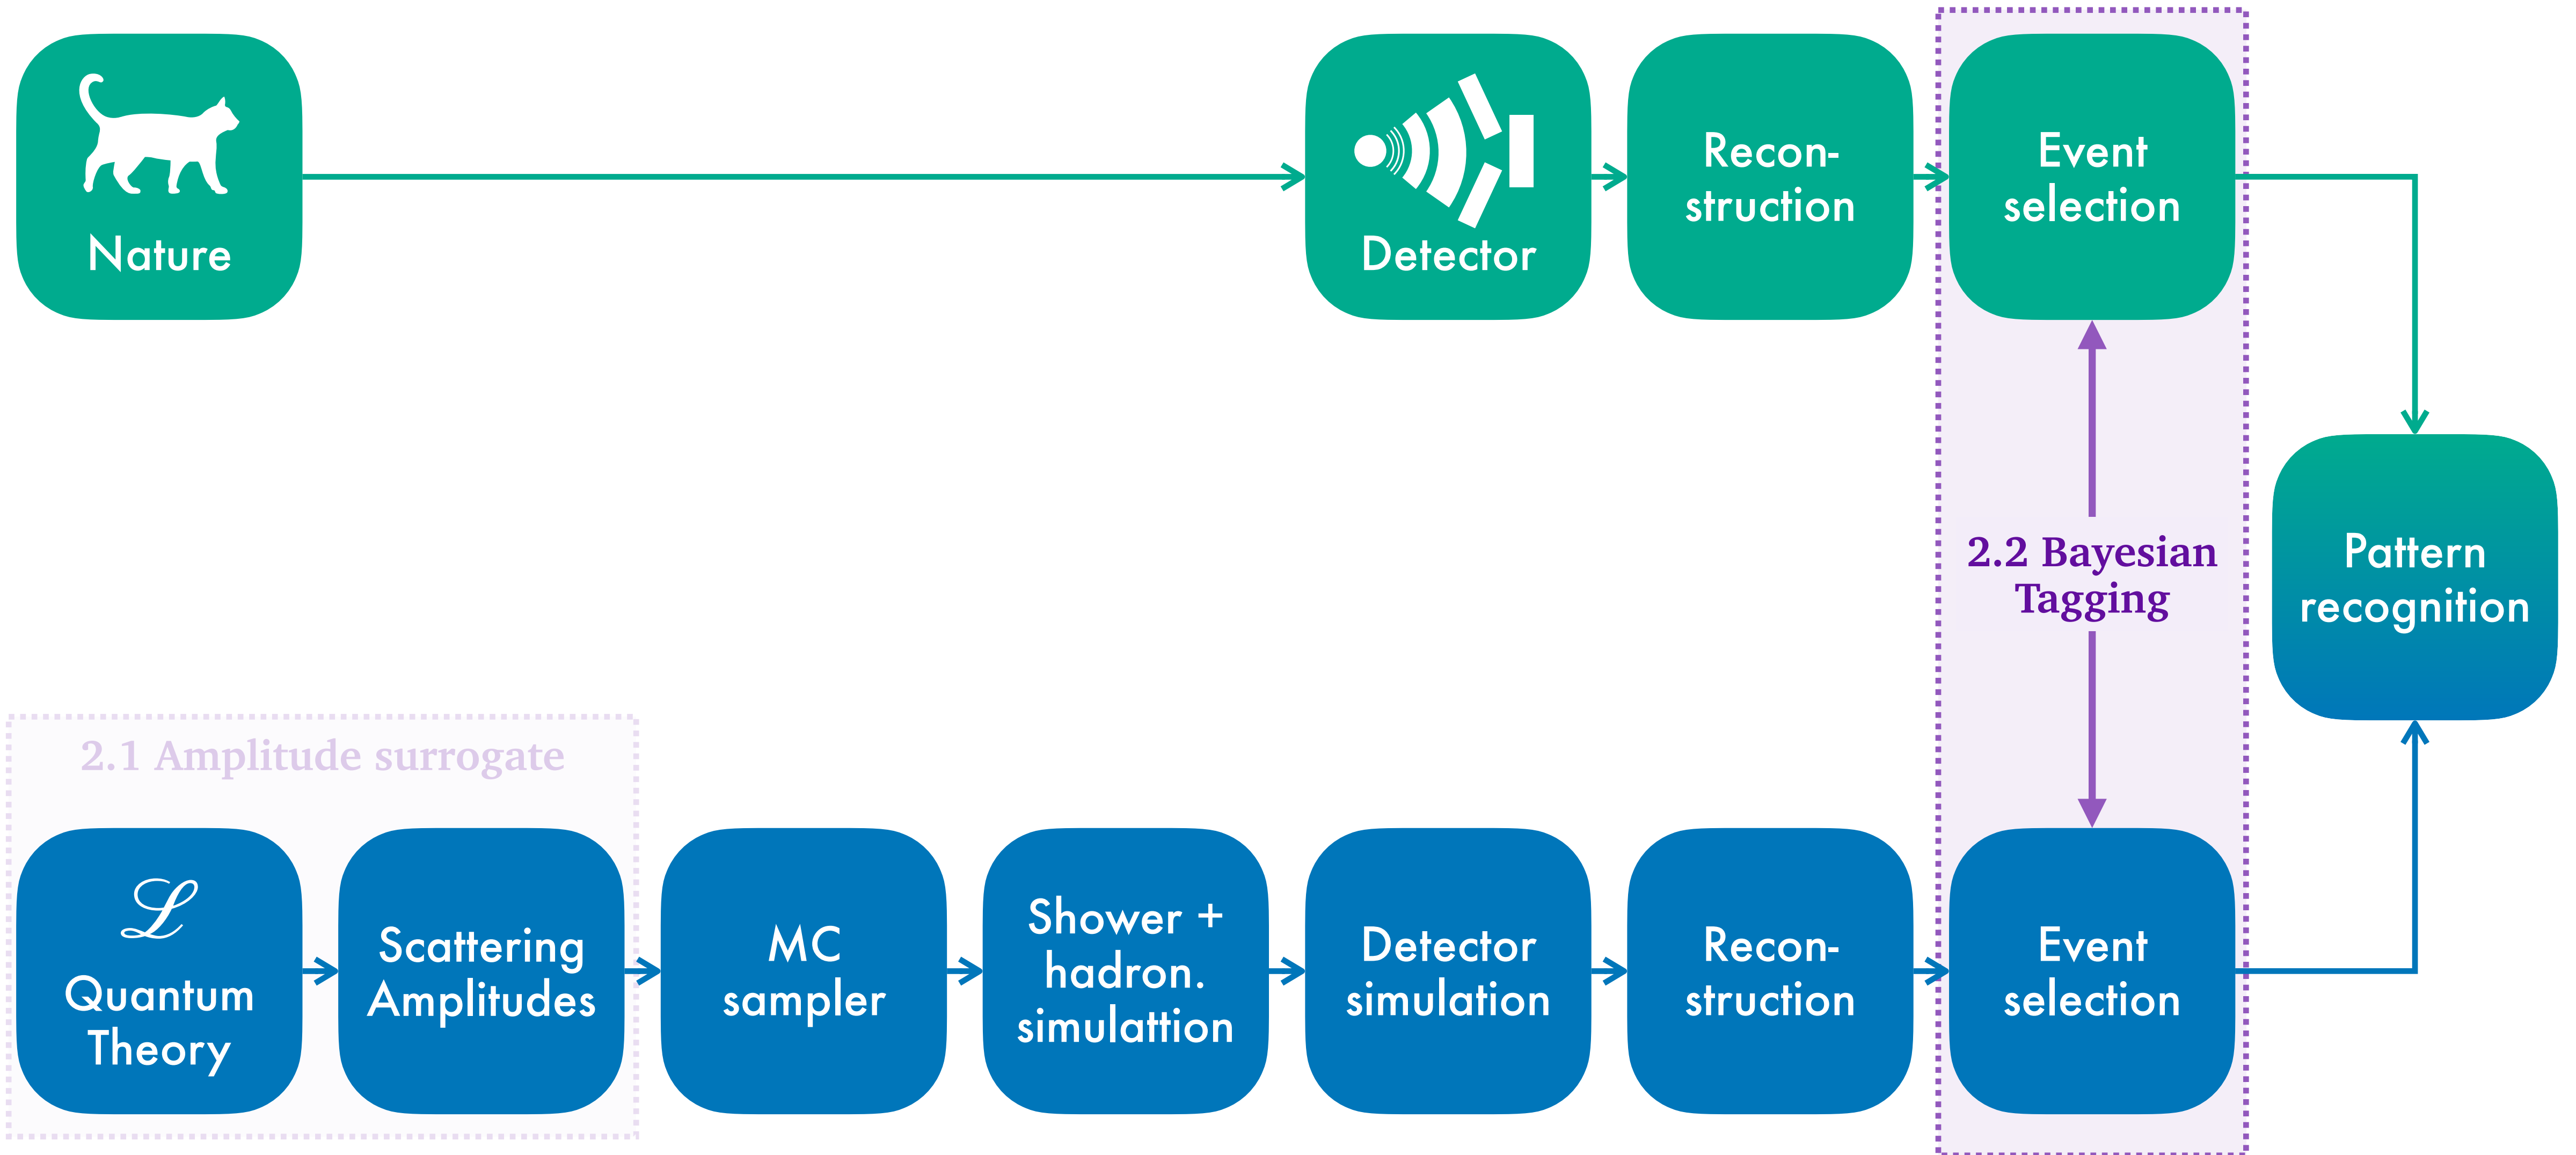 Nature
Detector
Recon-
struction
Event
selection
2.2 Bayesian
Tagging
Pattern
recognition
2.1 Amplitude surrogate
ℒ
Quantum
Theory
Scattering
Amplitudes
MC
sampler
Shower +
hadron.
simulattion
Detector
simulation
Recon-
struction
Event
selection